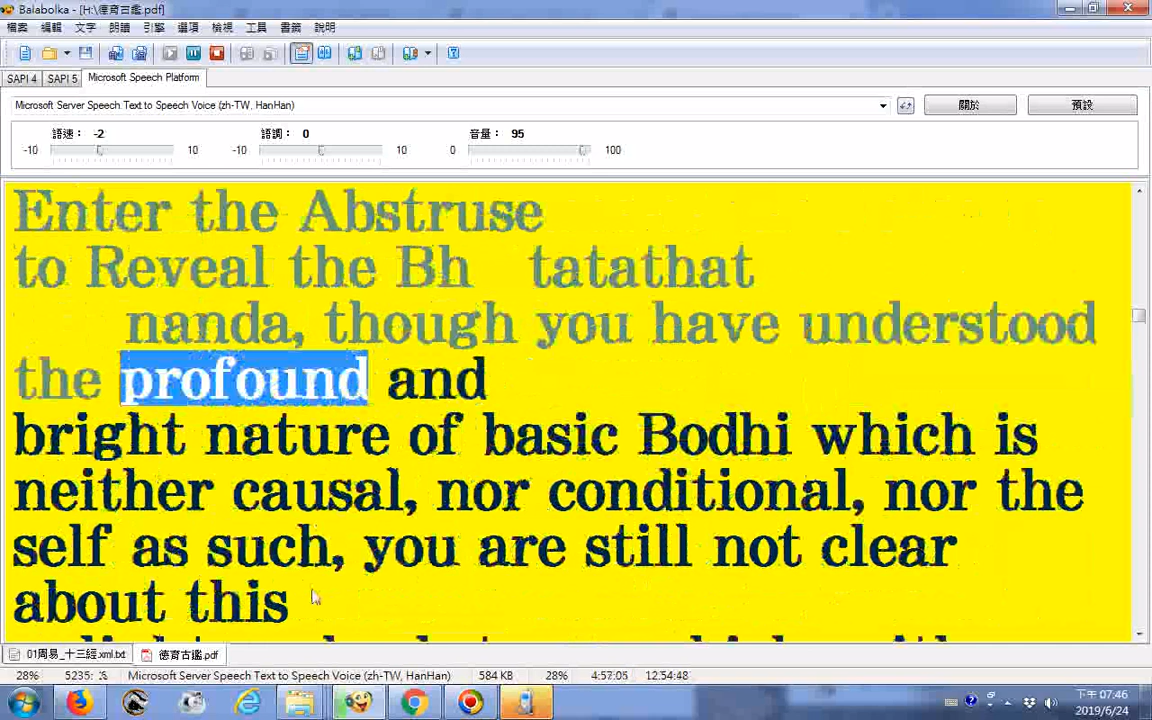 Balabolka - [H:\德育古鑑.pdf]
檔案 編輯 文字 朗讀 引擎 選項 檢視 工具 書籤 說明
SAPI 4 SAPI 5 Microsoft Speech Platform
Microsoft Server Speech Text to Speech Voice (zh-TW, HanHan) 關於 預設
語速： -2 語調： 0 音量： 95
-10 10 -10 10 0 100
Enter the Abstruse
to Reveal the Bh tatathat
nanda, though you have understood
the profound and
bright nature of basic Bodhi which is
neither causal, nor conditional, nor the
self as such, you are still not clear
about this
01周易_十三經.xml.txt 德育古鑑.pdf
28% 5235: Microsoft Server Speech Text to Speech Voice (zh-TW, HanHan) 584 KB 28% 4:57:05 12:54:48
下午 07:46
2019/6/24